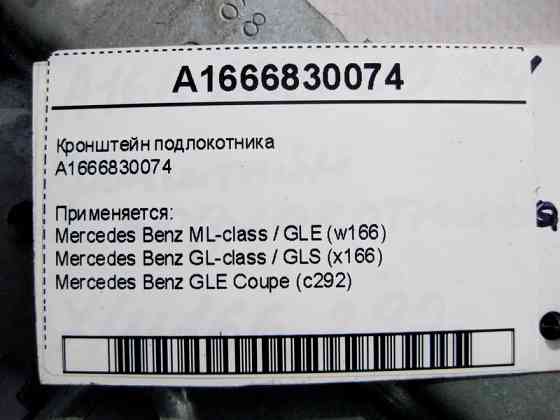 A1666830074
Кронштейн подлокотника
A1666830074
Применяется:
Mercedes Benz ML-class / GLE (w166)
Mercedes Benz GL-class / GLS (x166)
Mercedes Benz GLE Coupe (c292)